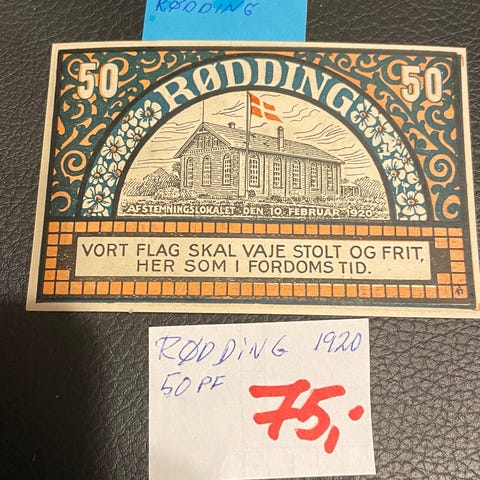 RØDDING
50 RØDDING 50
AFSTEMNINGSLOKALET DEN 10. FEBRUAR 1920.
VORT FLAG SKAL VAJE STOLT OG FRIT,
HER SOM I FORDOMS TID.
RØDDING 1920
50 PF
75,-